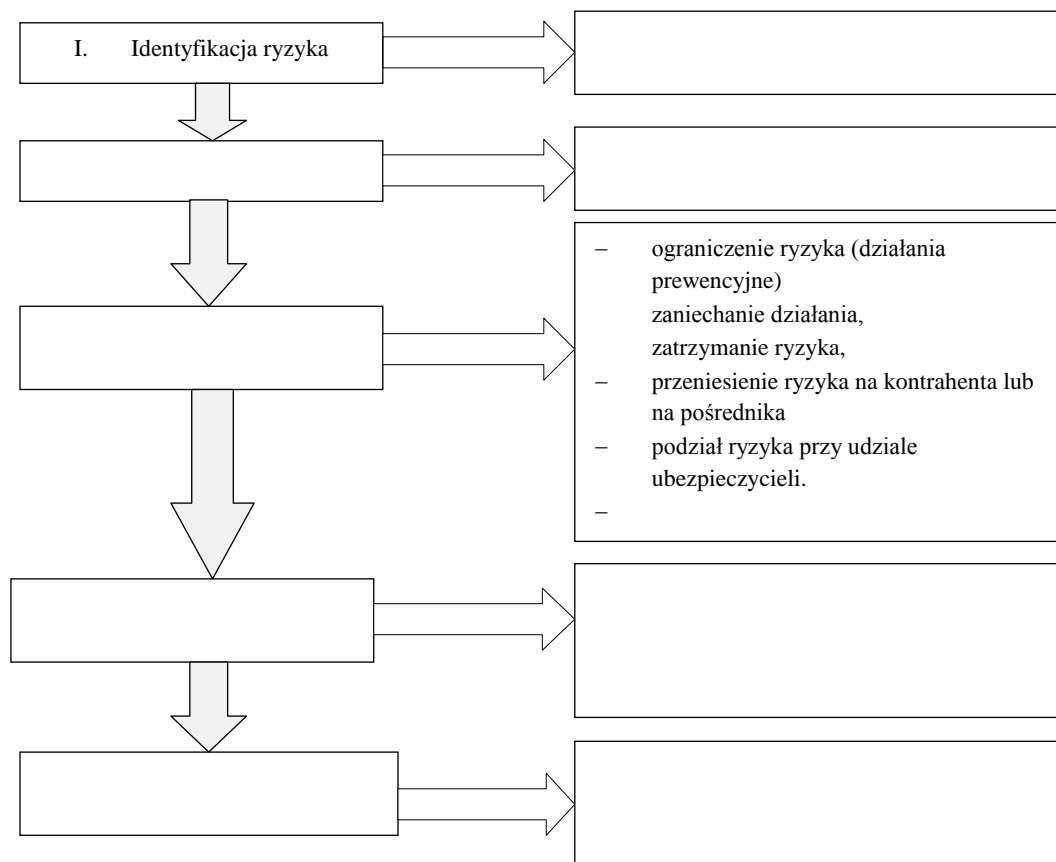 I. Identyfikacja ryzyka
– ograniczenie ryzyka (działania
prewencyjne)
zaniechanie działania,
zatrzymanie ryzyka,
– przeniesienie ryzyka na kontrahenta lub
na pośrednika
– podział ryzyka przy udziale
ubezpieczycieli.
–